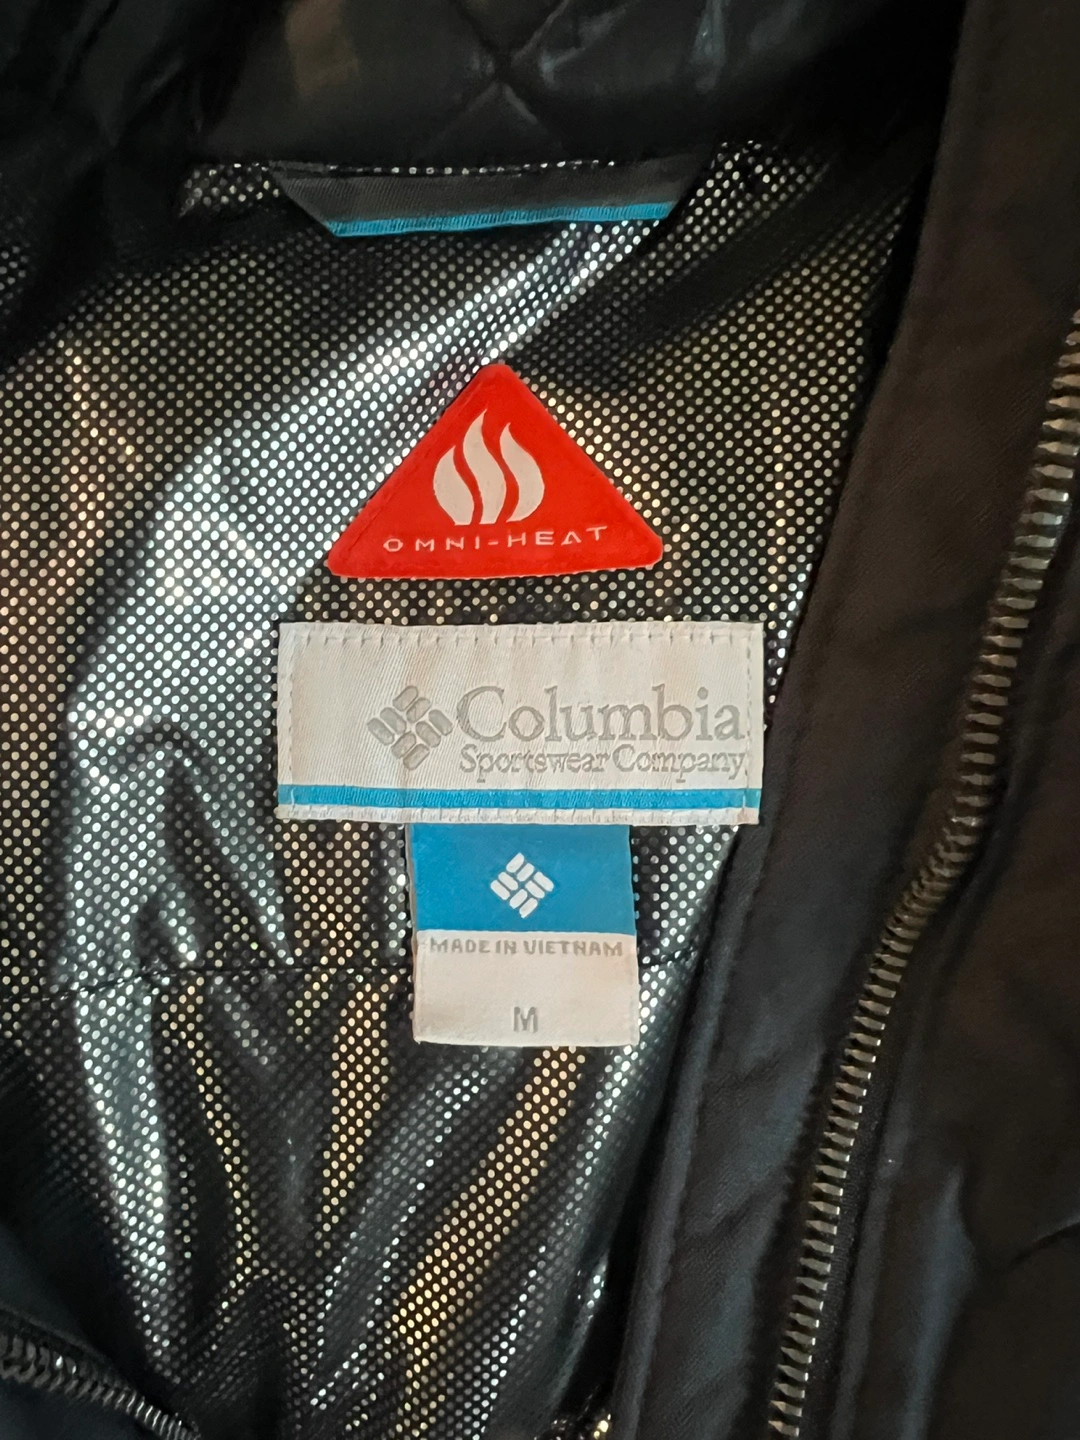 OMNI-HEAT
Columbia
Sportswear Company
MADE IN VIETNAM
M